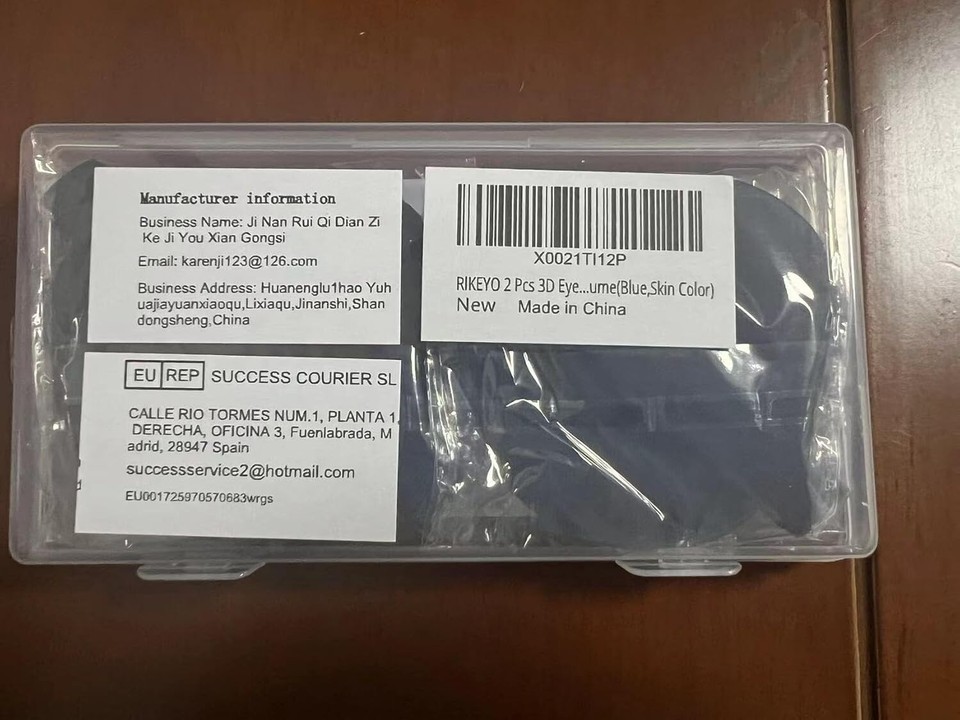 Manufacturer information
Business Name: Ji Nan Rui Qi Dian Zi
Ke Ji You Xian Gongsi
Email: karenji123@126.com
Business Address: Huanenglu1hao Yuh
uajiayuanxiaoqu,Lixiaqu,Jinanshi,Shan
dongsheng,China
X0021TI12P
RIKEYO 2 Pcs 3D Eye...ume(Blue,Skin Color)
New Made in China
EU REP SUCCESS COURIER SL
CALLE RIO TORMES NUM.1, PLANTA 1,
DERECHA, OFICINA 3, Fuenlabrada, M
adrid, 28947 Spain
successservice2@hotmail.com
EU001725970570683wrgs